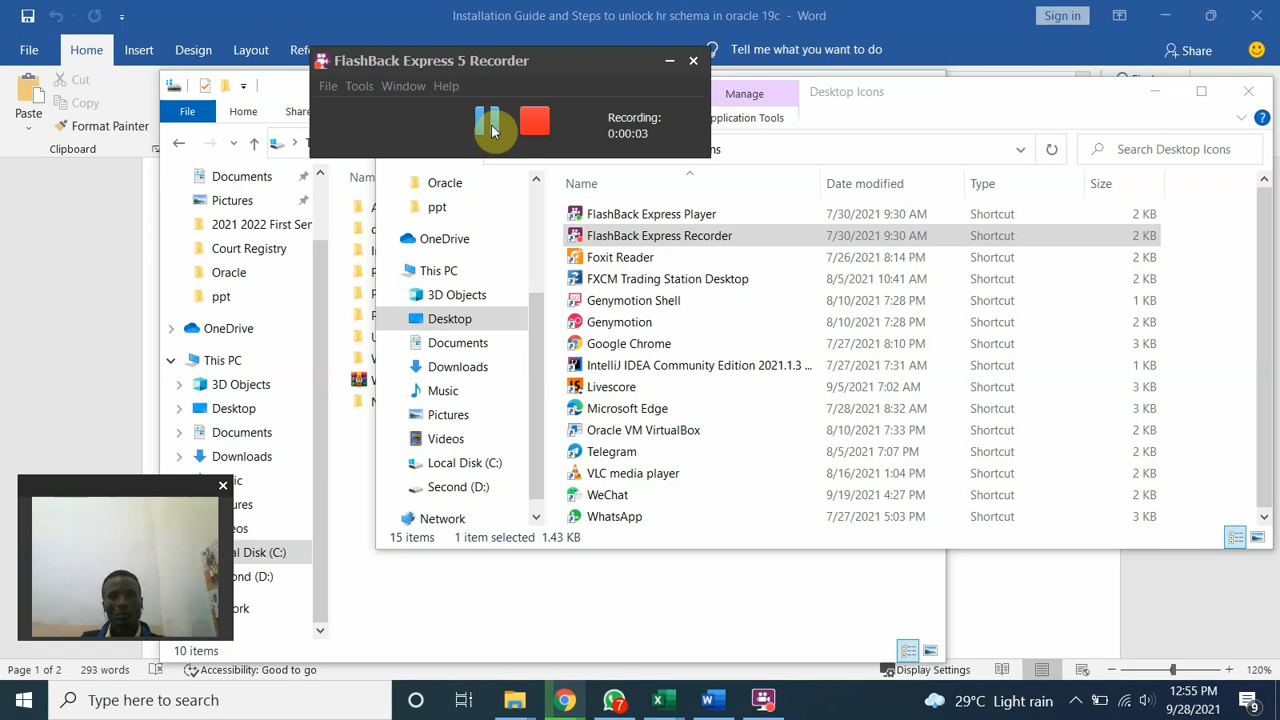 Installation Guide and Steps to unlock hr schema in oracle 19c - Word
Sign in
File
Home
Insert
Design
Layout
Tell me what you want to do
Share
FlashBack Express 5 Recorder
File Tools Window Help
Recording:
0:00:03
Paste
Cut
Copy
Format Painter
Clipboard
File
Home
Manage
Desktop Icons
Search Desktop Icons
Documents
Pictures
Court Registry
Oracle
ppt
OneDrive
This PC
3D Objects
Desktop
Documents
Downloads
10 items
Oracle
ppt
OneDrive
This PC
3D Objects
Desktop
Documents
Downloads
Music
Pictures
Videos
Local Disk (C:)
Second (D:)
Network
Name Date modified Type Size
FlashBack Express Player 7/30/2021 9:30 AM Shortcut 2 KB
FlashBack Express Recorder 7/30/2021 9:30 AM Shortcut 2 KB
Foxit Reader 7/26/2021 8:14 PM Shortcut 2 KB
FXCM Trading Station Desktop 8/5/2021 10:41 AM Shortcut 2 KB
Genymotion Shell 8/10/2021 7:28 PM Shortcut 1 KB
Genymotion 8/10/2021 7:28 PM Shortcut 2 KB
Google Chrome 7/27/2021 8:10 PM Shortcut 3 KB
IntelliJ IDEA Community Edition 2021.1.3 ... 7/27/2021 7:31 AM Shortcut 1 KB
Livescore 9/5/2021 7:02 AM Shortcut 3 KB
Microsoft Edge 7/28/2021 8:32 AM Shortcut 3 KB
Oracle VM VirtualBox 8/10/2021 7:33 PM Shortcut 2 KB
Telegram 8/5/2021 7:07 PM Shortcut 2 KB
VLC media player 8/16/2021 1:04 PM Shortcut 2 KB
WeChat 9/19/2021 4:27 PM Shortcut 2 KB
WhatsApp 7/27/2021 5:03 PM Shortcut 3 KB
15 items 1 item selected 1.43 KB
Page 1 of 2 293 words Accessibility: Good to go Display Settings 120%
Type here to search
7
29°C Light rain
12:55 PM
9/28/2021
9